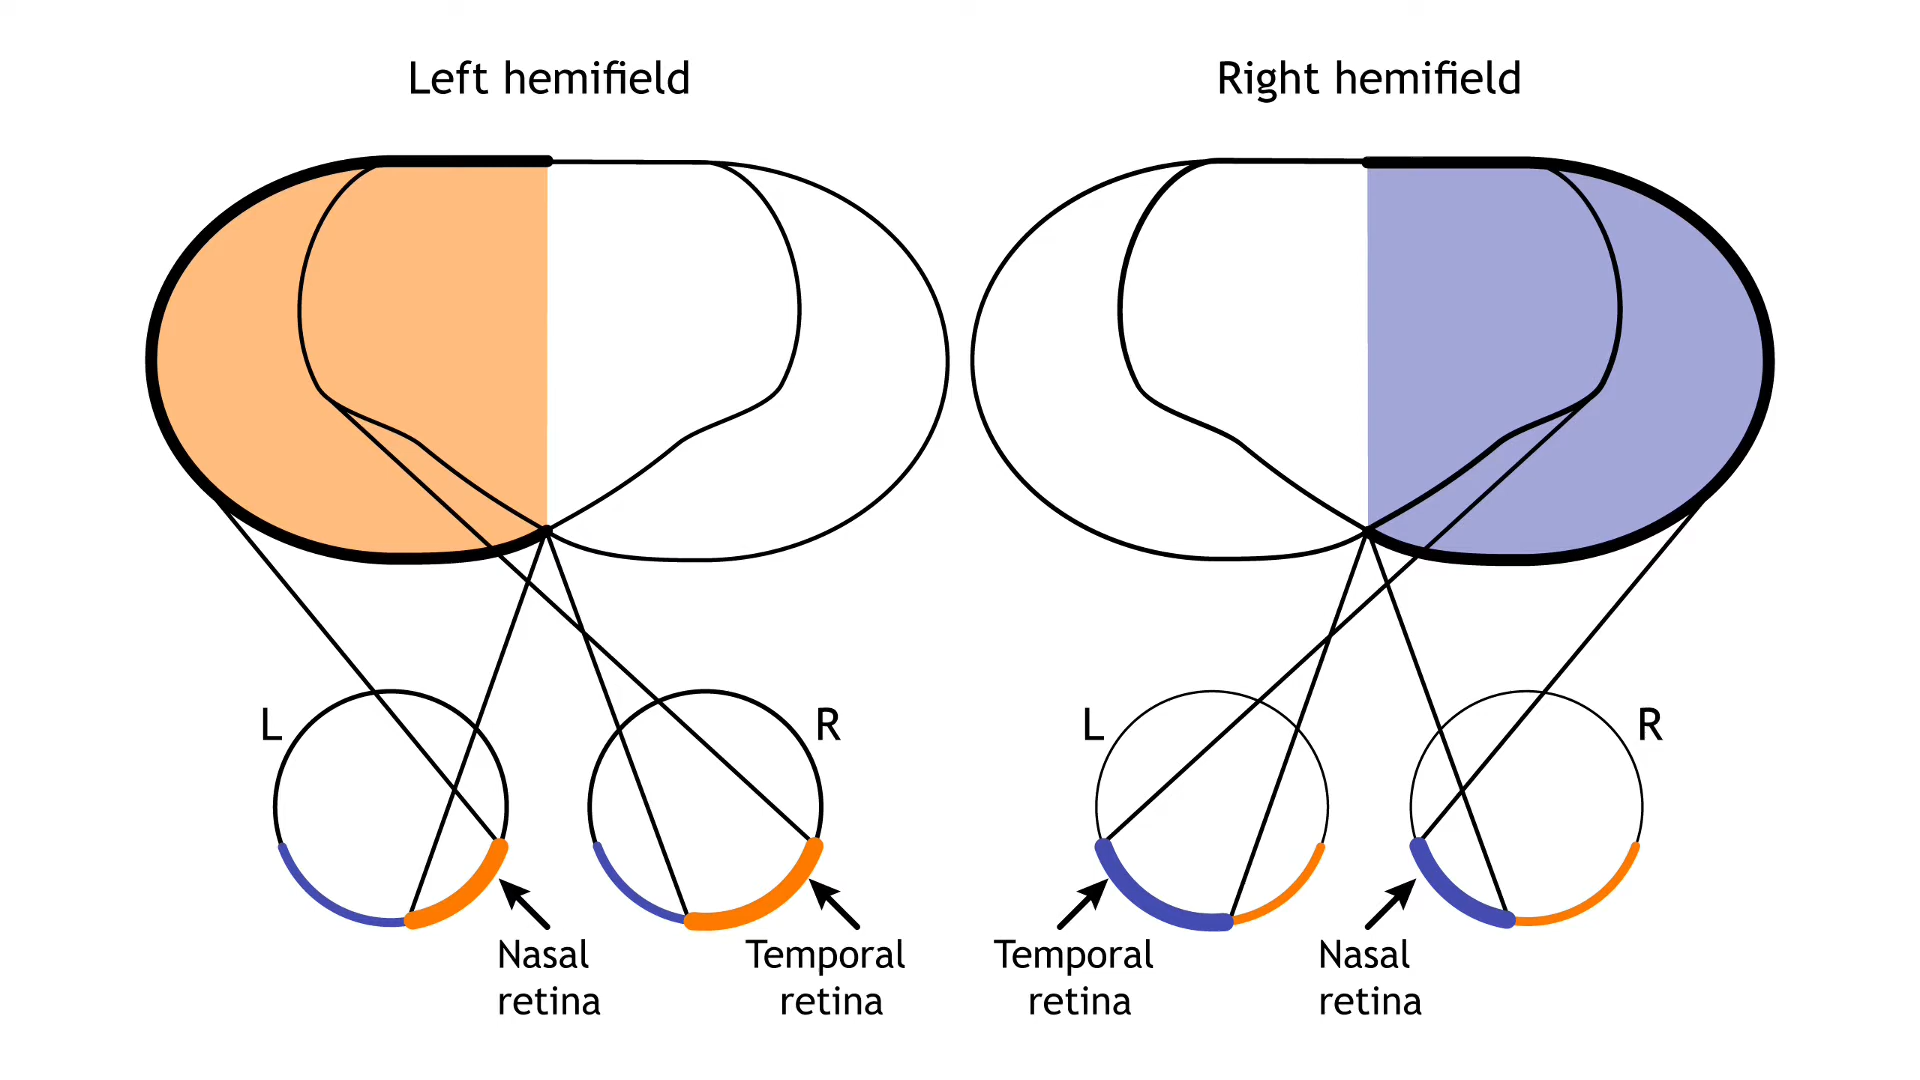 Left hemifield
Right hemifield
L
R
L
R
Nasal
retina
Temporal
retina
Temporal
retina
Nasal
retina